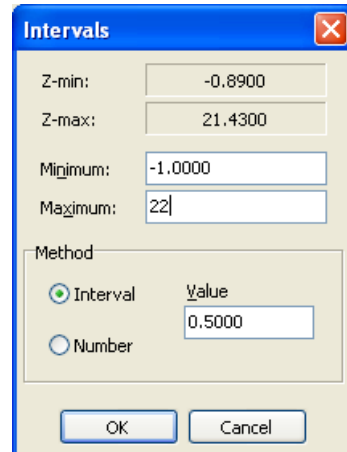 Intervals
Z-min: -0.8900
Z-max: 21.4300
Minimum: -1.0000
Maximum: 22
Method
Interval Value
0.5000
Number
OK Cancel